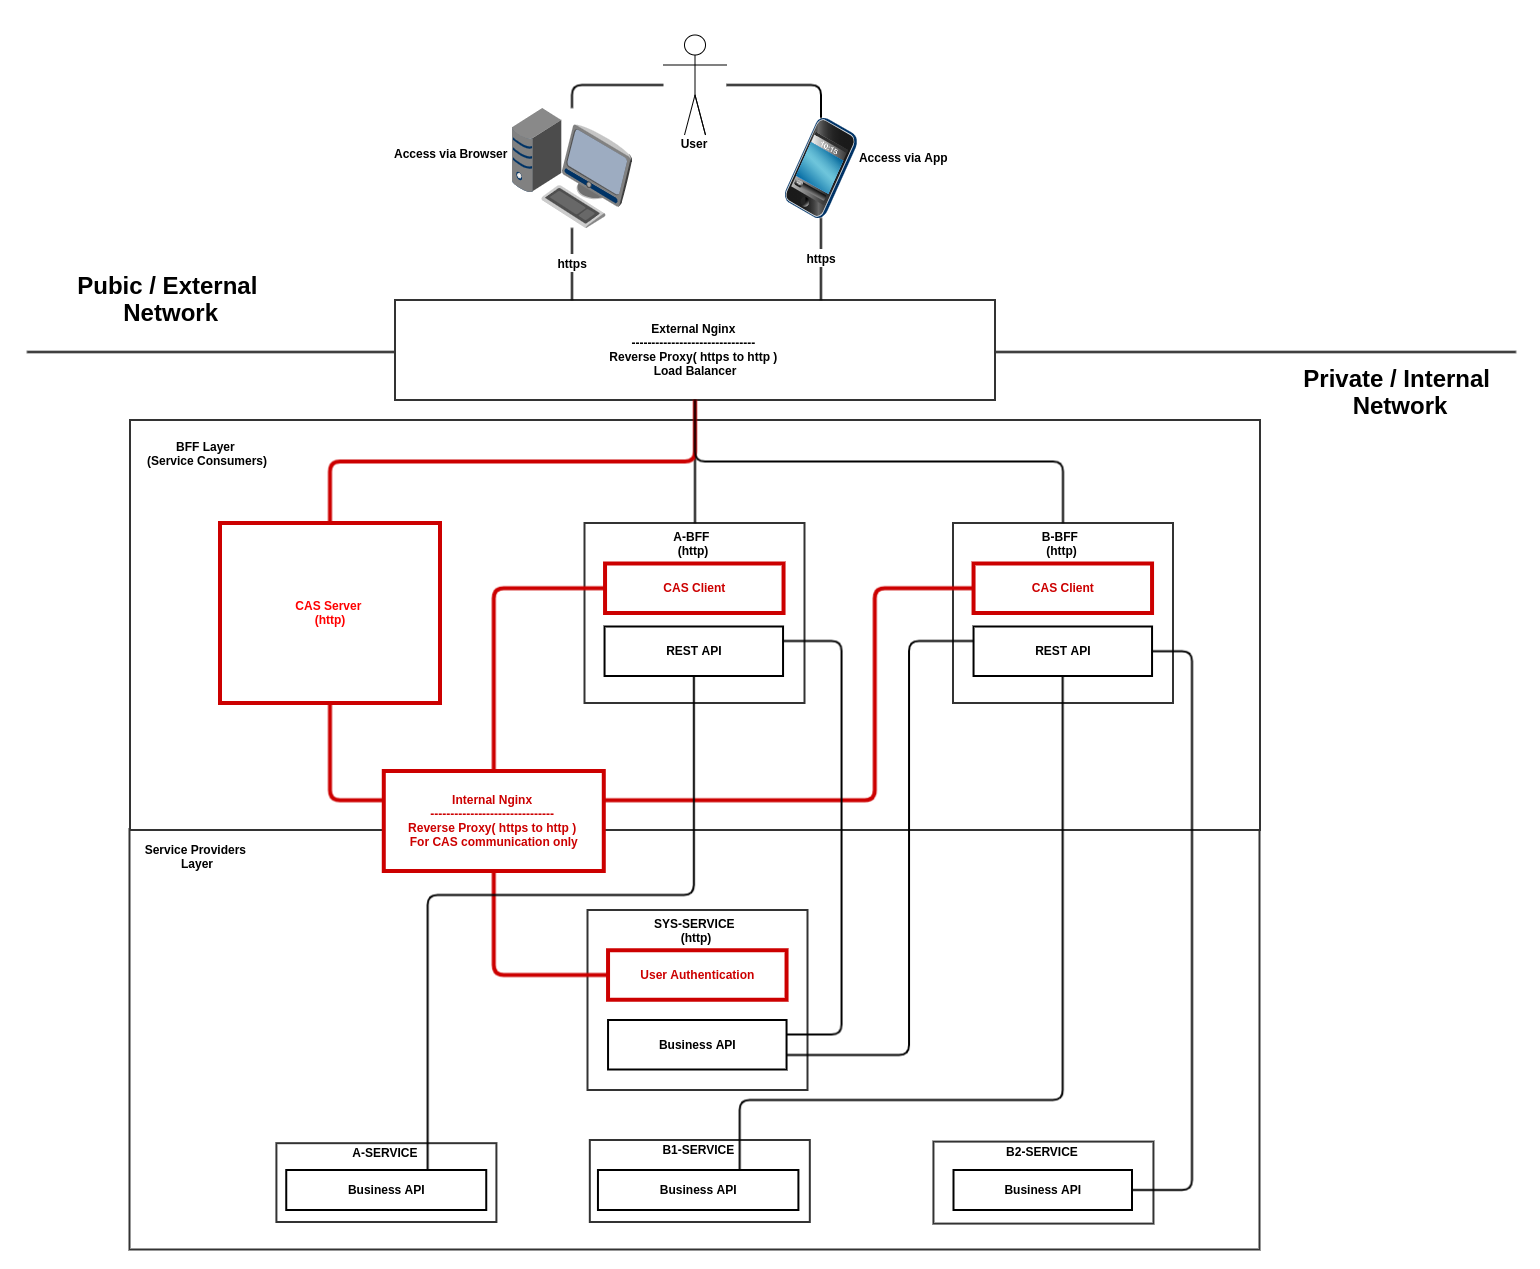 User
Access via Browser
10:15
Access via App
https
https
Pubic / External
Network
External Nginx
-------------------------------
Reverse Proxy( https to http )
Load Balancer
Private / Internal
Network
BFF Layer
(Service Consumers)
CAS Server
(http)
A-BFF
(http)
CAS Client
REST API
B-BFF
(http)
CAS Client
REST API
Internal Nginx
-------------------------------
Reverse Proxy( https to http )
For CAS communication only
Service Providers
Layer
SYS-SERVICE
(http)
User Authentication
Business API
A-SERVICE
Business API
B1-SERVICE
Business API
B2-SERVICE
Business API